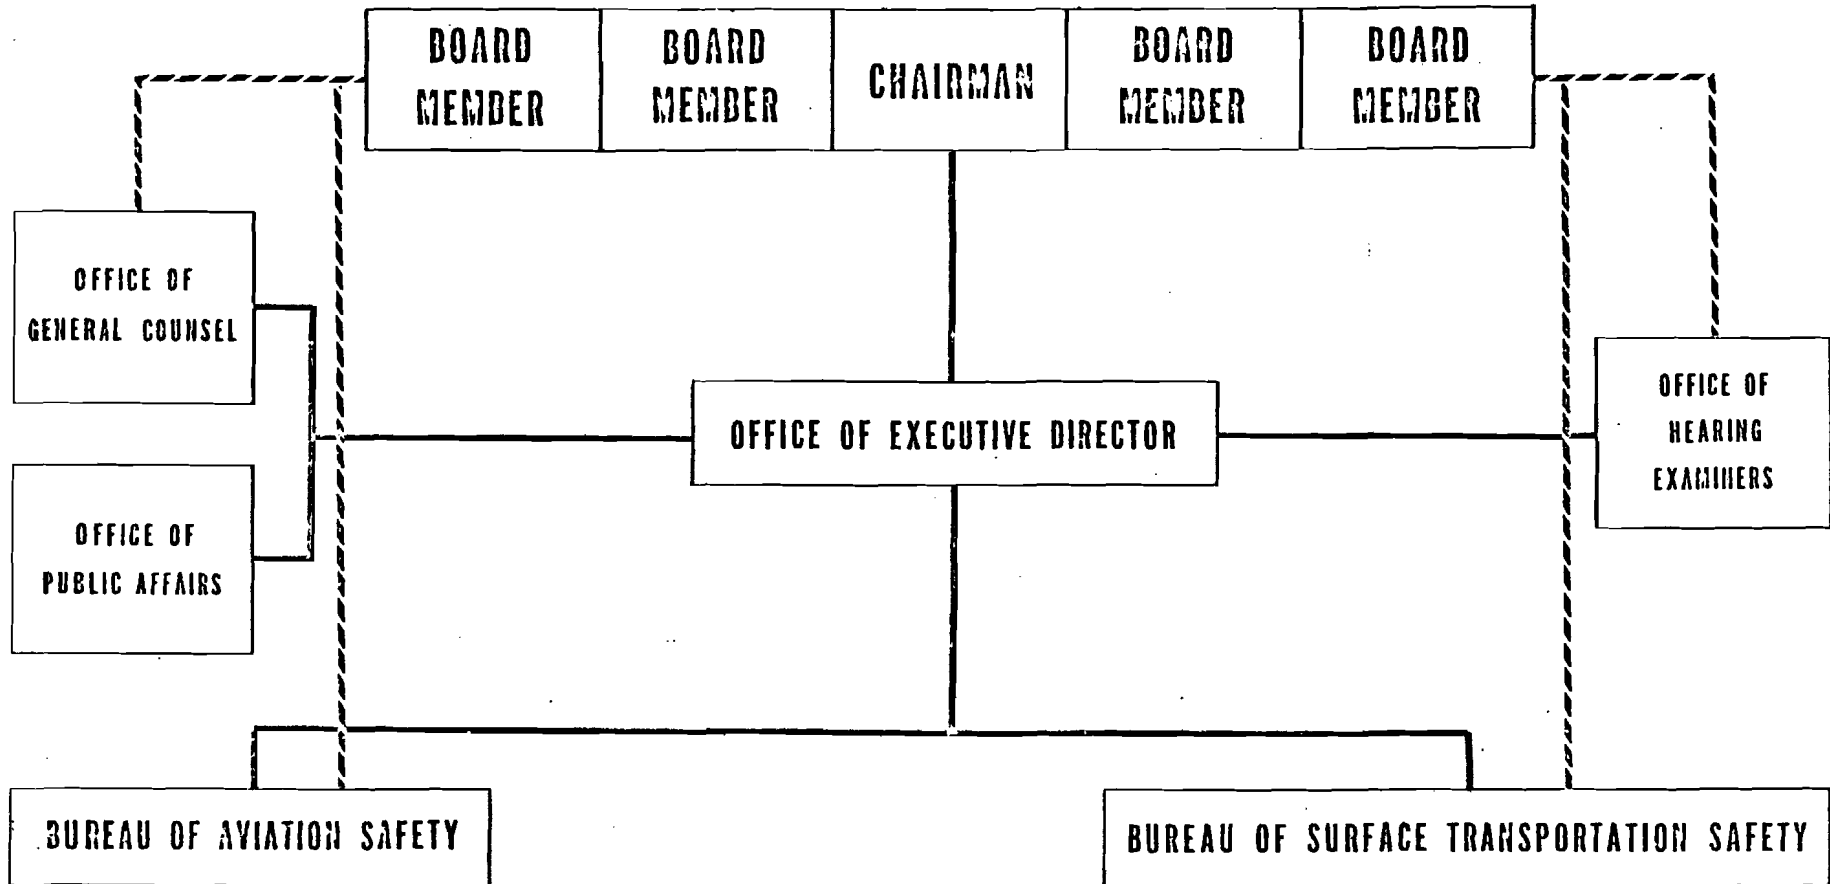 BOARD MEMBER
BOARD MEMBER
CHAIRMAN
BOARD MEMBER
BOARD MEMBER
OFFICE OF
GENERAL COUNSEL
OFFICE OF EXECUTIVE DIRECTOR
OFFICE OF
HEARING
EXAMINERS
OFFICE OF
PUBLIC AFFAIRS
BUREAU OF AVIATION SAFETY
BUREAU OF SURFACE TRANSPORTATION SAFETY